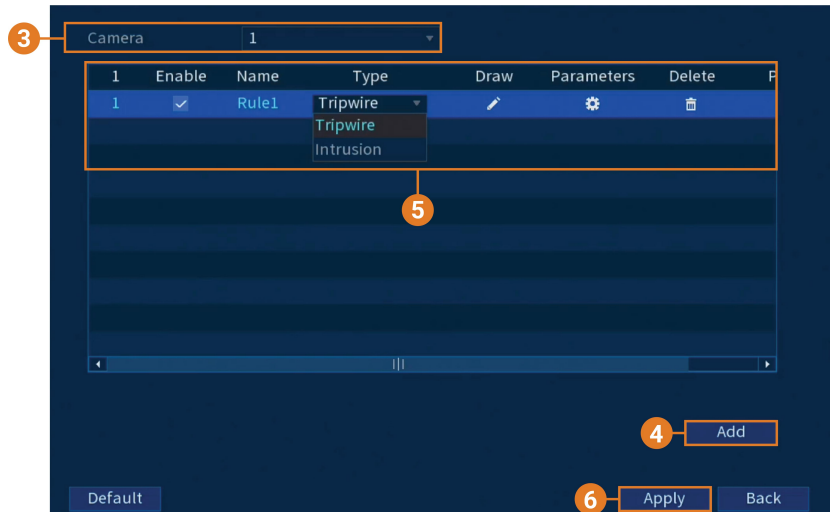 3 Camera 1
1 Enable Name Type Draw Parameters Delete P
1 Rule1 Tripwire
Tripwire
Intrusion
5
4 Add
Default 6 Apply Back